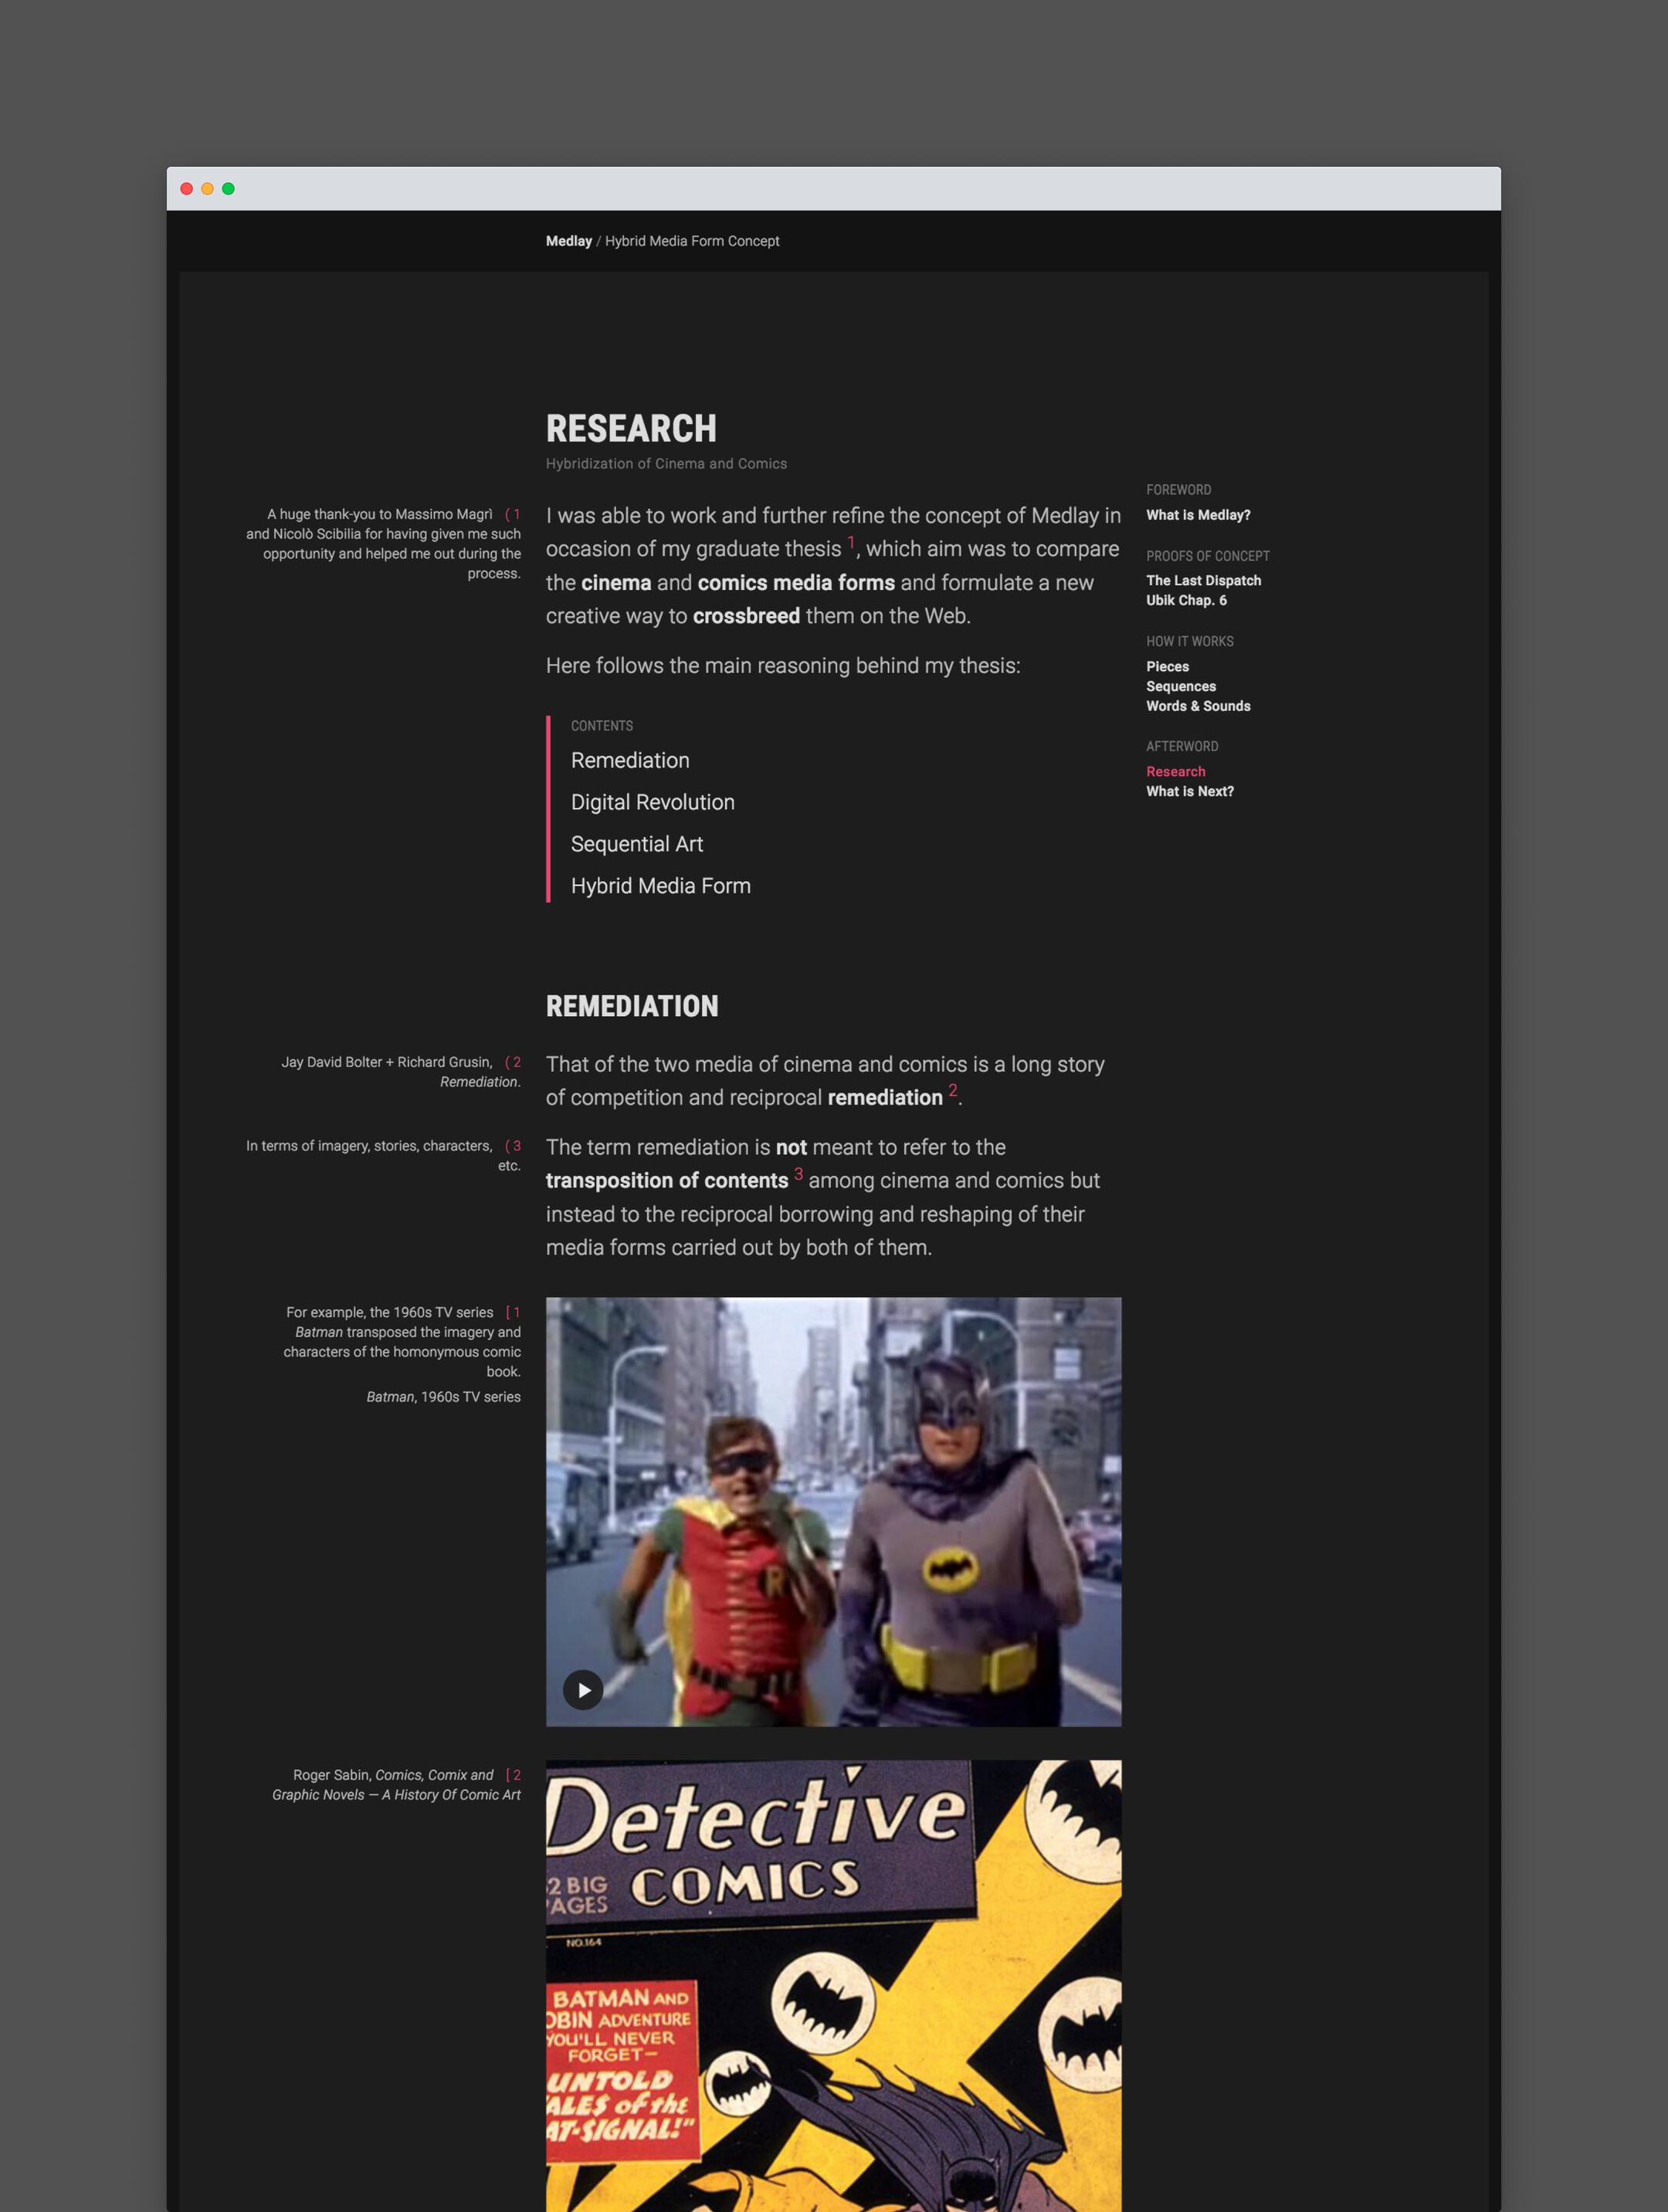 Medlay / Hybrid Media Form Concept
RESEARCH
Hybridization of Cinema and Comics
A huge thank-you to Massimo Magrì ( 1
and Nicolò Scibilia for having given me such
opportunity and helped me out during the
process.
I was able to work and further refine the concept of Medlay in
occasion of my graduate thesis 1, which aim was to compare
the cinema and comics media forms and formulate a new
creative way to crossbreed them on the Web.
Here follows the main reasoning behind my thesis:
CONTENTS
Remediation
Digital Revolution
Sequential Art
Hybrid Media Form
FOREWORD
What is Medlay?
PROOFS OF CONCEPT
The Last Dispatch
Ubik Chap. 6
HOW IT WORKS
Pieces
Sequences
Words & Sounds
AFTERWORD
Research
What is Next?
REMEDIATION
Jay David Bolter + Richard Grusin, ( 2
Remediation.
That of the two media of cinema and comics is a long story
of competition and reciprocal remediation 2.
In terms of imagery, stories, characters, ( 3
etc.
The term remediation is not meant to refer to the
transposition of contents 3 among cinema and comics but
instead to the reciprocal borrowing and reshaping of their
media forms carried out by both of them.
For example, the 1960s TV series [ 1
Batman transposed the imagery and
characters of the homonymous comic
book.
Batman, 1960s TV series
R
Roger Sabin, Comics, Comix and [ 2
Graphic Novels — A History Of Comic Art
Detective
COMICS
2 BIG
AGES
NO.164
BATMAN AND
OBIN ADVENTURE
YOU'LL NEVER
FORGET—
UNTOLD
ALES of the
AT-SIGNAL!"